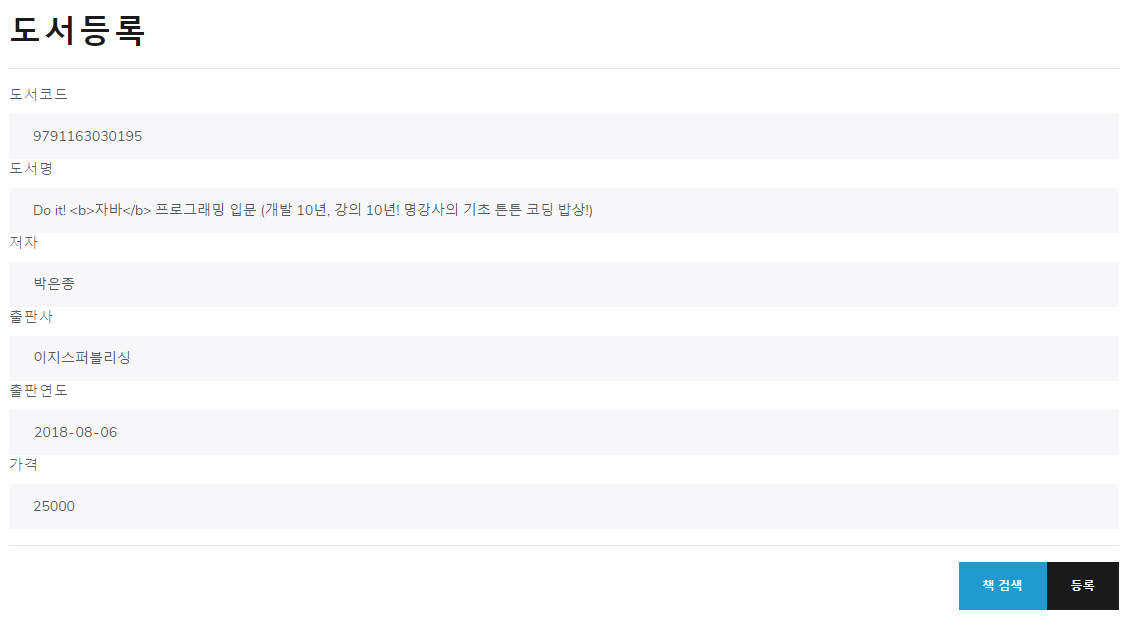 도서등록
도서코드
9791163030195
도서명
Do it! <b>자바</b> 프로그래밍 입문 (개발 10년, 강의 10년! 명강사의 기초 튼튼 코딩 밥상!)
저자
박은종
출판사
이지스퍼블리싱
출판연도
2018-08-06
가격
25000
책 검색 등록